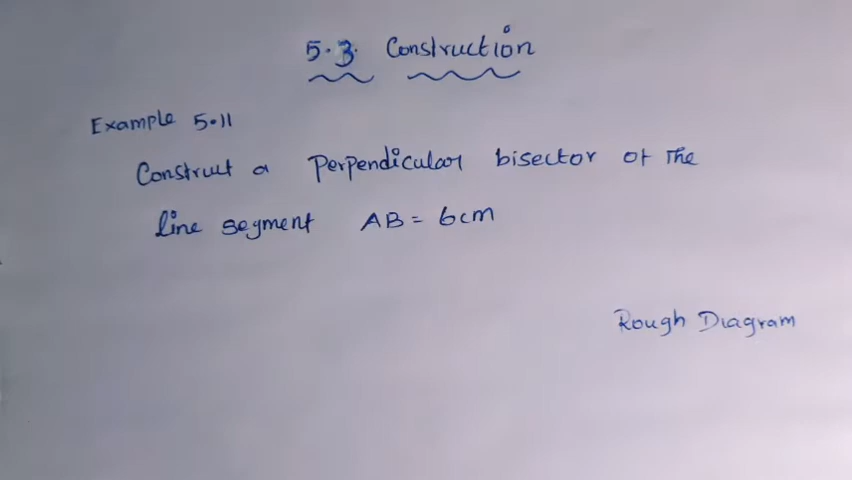 5.3. Construction
Example 5.11
Construct a perpendicular bisector of the
line segment AB = 6cm
Rough Diagram